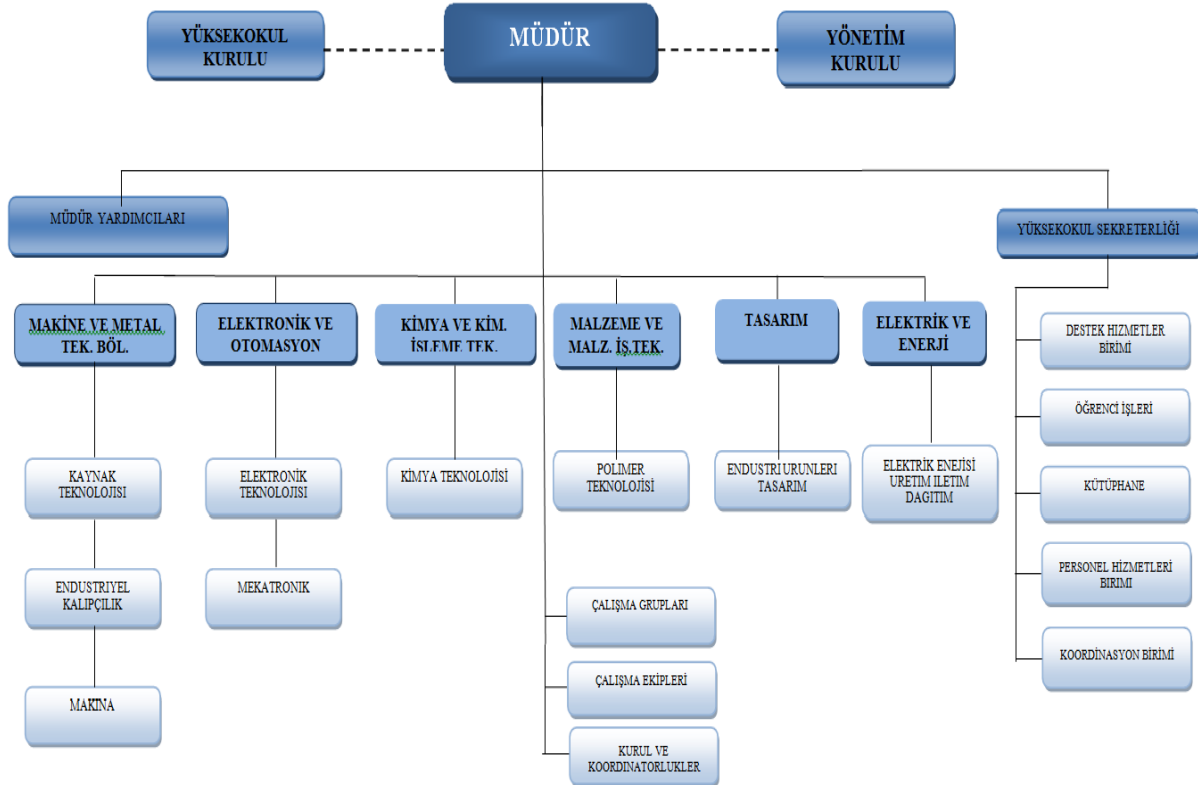 YÜKSEKOKUL
KURULU
MÜDÜR
YÖNETİM
KURULU
MÜDÜR YARDIMCILARI
YÜKSEKOKUL SEKRETERLİĞİ
MAKİNE VE METAL
TEK. BÖL.
ELEKTRONİK VE
OTOMASYON
KİMYA VE KİM.
İSLEME TEK.
MALZEME VE
MALZ. İŞ.TEK.
TASARIM
ELEKTRİK VE
ENERJİ
KAYNAK
TEKNOLOJISI
ELEKTRONİK
TEKNOLOJISI
KİMYA TEKNOLOJİSİ
POLIMER
TEKNOLOJİSİ
ENDUSTRI URUNLERI
TASARIM
ELEKTRİK ENEJİSİ
URETIM ILETIM
DAGITIM
ENDUSTRIYEL
KALIPÇILIK
MEKATRONIK
MAKINA
ÇALIŞMA GRUPLARI
ÇALIŞMA EKİPLERİ
KURUL VE
KOORDINATORLUKLER
DESTEK HIZMETLER
BİRİMİ
ÖĞRENCİ İŞLERİ
KÜTÜPHANE
PERSONEL HİZMETLERİ
BIRIMI
KOORDİNASYON BİRİMİ